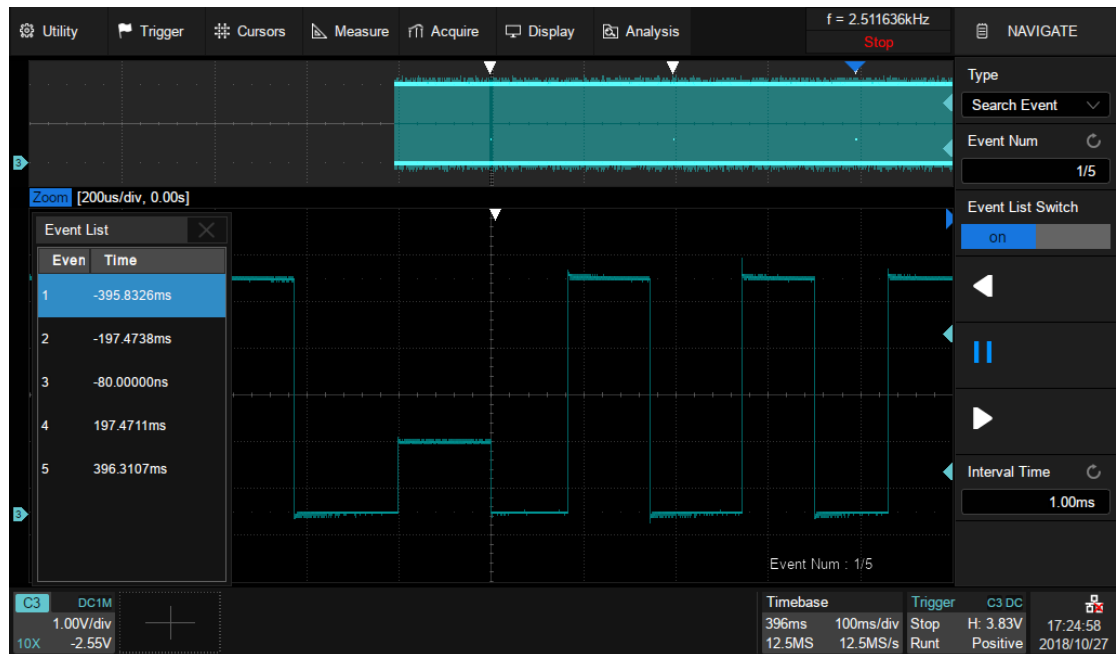 Utility Trigger Cursors Measure Acquire Display Analysis f = 2.511636kHz NAVIGATE
Stop
Type
Search Event
Event Num
1/5
3
Zoom [200us/div, 0.00s]
Event List Switch
on
Event List
Even Time
1 -395.8326ms
2 -197.4738ms
3 -80.00000ns
4 197.4711ms
5 396.3107ms
Interval Time
1.00ms
3
Event Num : 1/5
C3 DC1M Timebase Trigger C3 DC
1.00V/div 396ms 100ms/div Stop H: 3.83V 17:24:58
10X -2.55V 12.5MS 12.5MS/s Runt Positive 2018/10/27